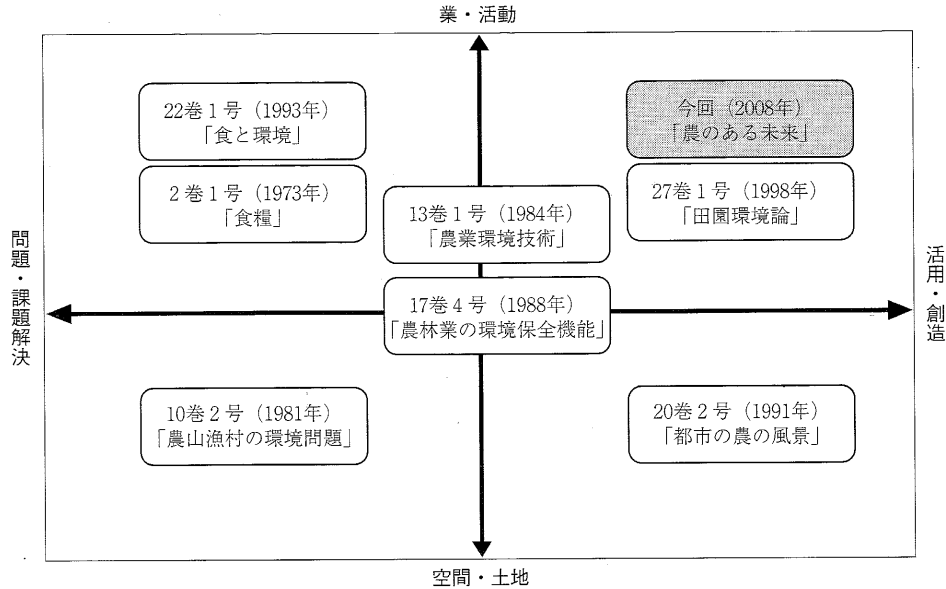 業・活動
22巻1号（1993年）
「食と環境」
今回（2008年）
「農のある未来」
2巻1号（1973年）
「食糧」
27巻1号（1998年）
「田園環境論」
13巻1号（1984年）
「農業環境技術」
問題・課題解決
17巻4号（1988年）
「農林業の環境保全機能」
活用・創造
10巻2号（1981年）
「農山漁村の環境問題」
20巻2号（1991年）
「都市の農の風景」
空間・土地